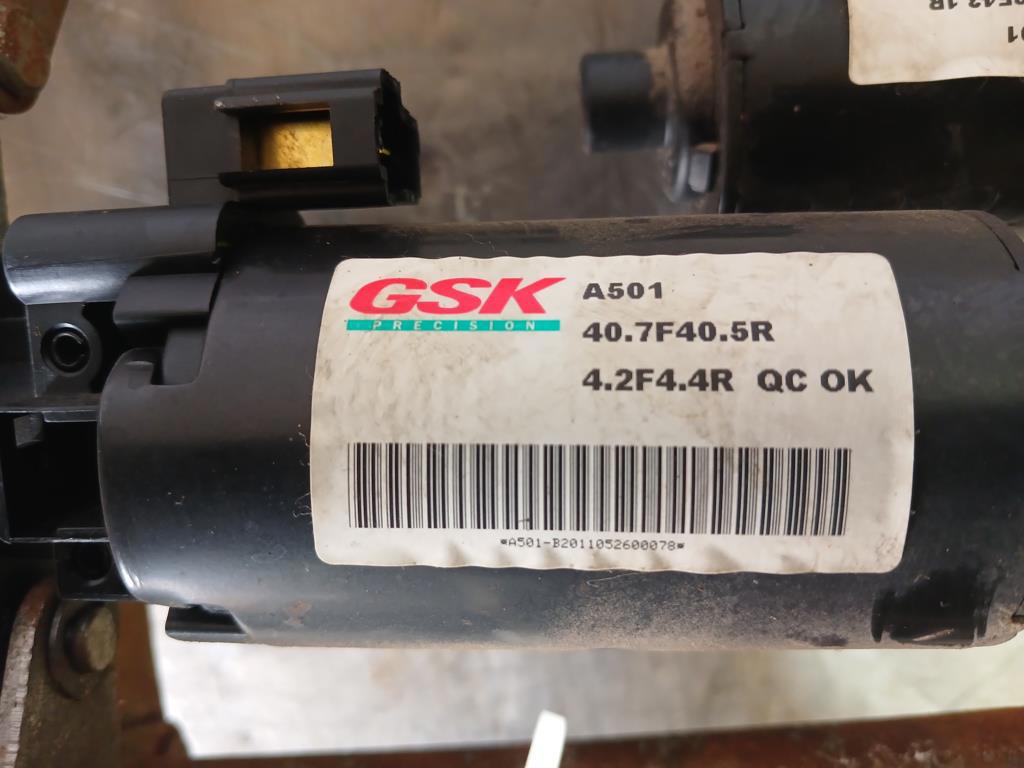 GSK
PRECISION
A501
40.7F40.5R
4.2F4.4R QC OK
*A501-B2011052600078*